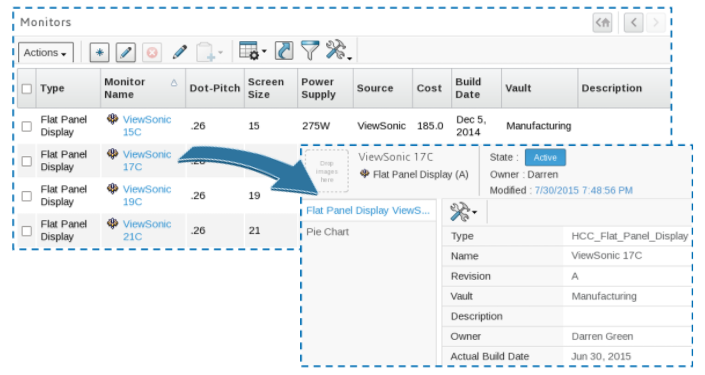 Monitors
Actions
Type Monitor Name Dot-Pitch Screen Size Power Supply Source Cost Build Date Vault Description
Flat Panel Display ViewSonic 15C .26 15 275W ViewSonic 185.0 Dec 5, 2014 Manufacturing
Flat Panel Display ViewSonic 17C
Flat Panel Display ViewSonic 19C .26 19
Flat Panel Display ViewSonic 21C .26 21
Drop images here
ViewSonic 17C
Flat Panel Display (A)
State : Active
Owner : Darren
Modified : 7/30/2015 7:48:56 PM
Flat Panel Display ViewS...
Pie Chart
Type HCC_Flat_Panel_Display
Name ViewSonic 17C
Revision A
Vault Manufacturing
Description
Owner Darren Green
Actual Build Date Jun 30, 2015